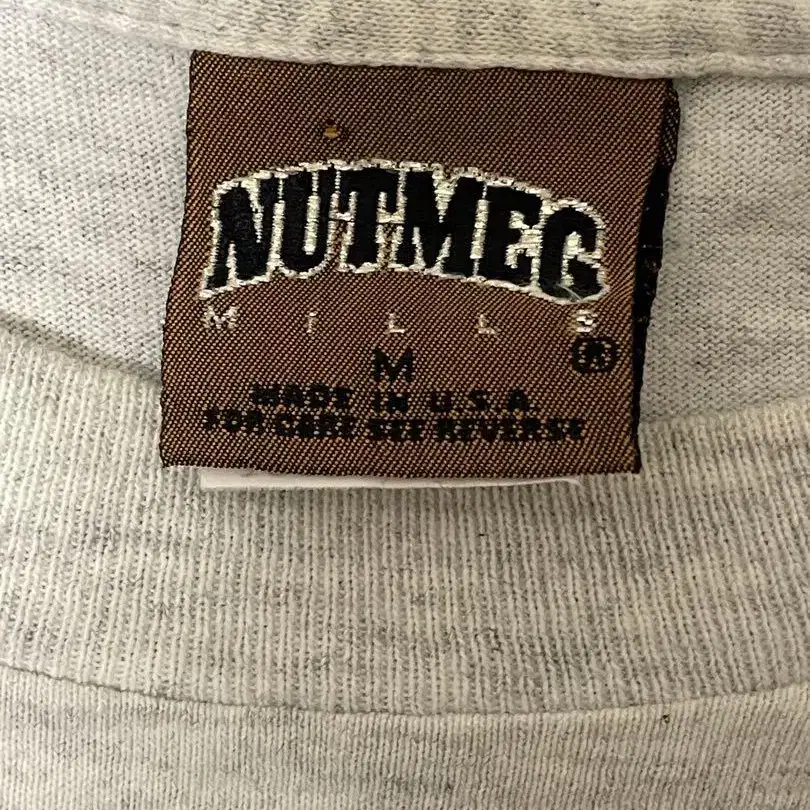 NUTMEG
MILLS
®
M
MADE IN U.S.A.
FOR CARE SEE REVERSE